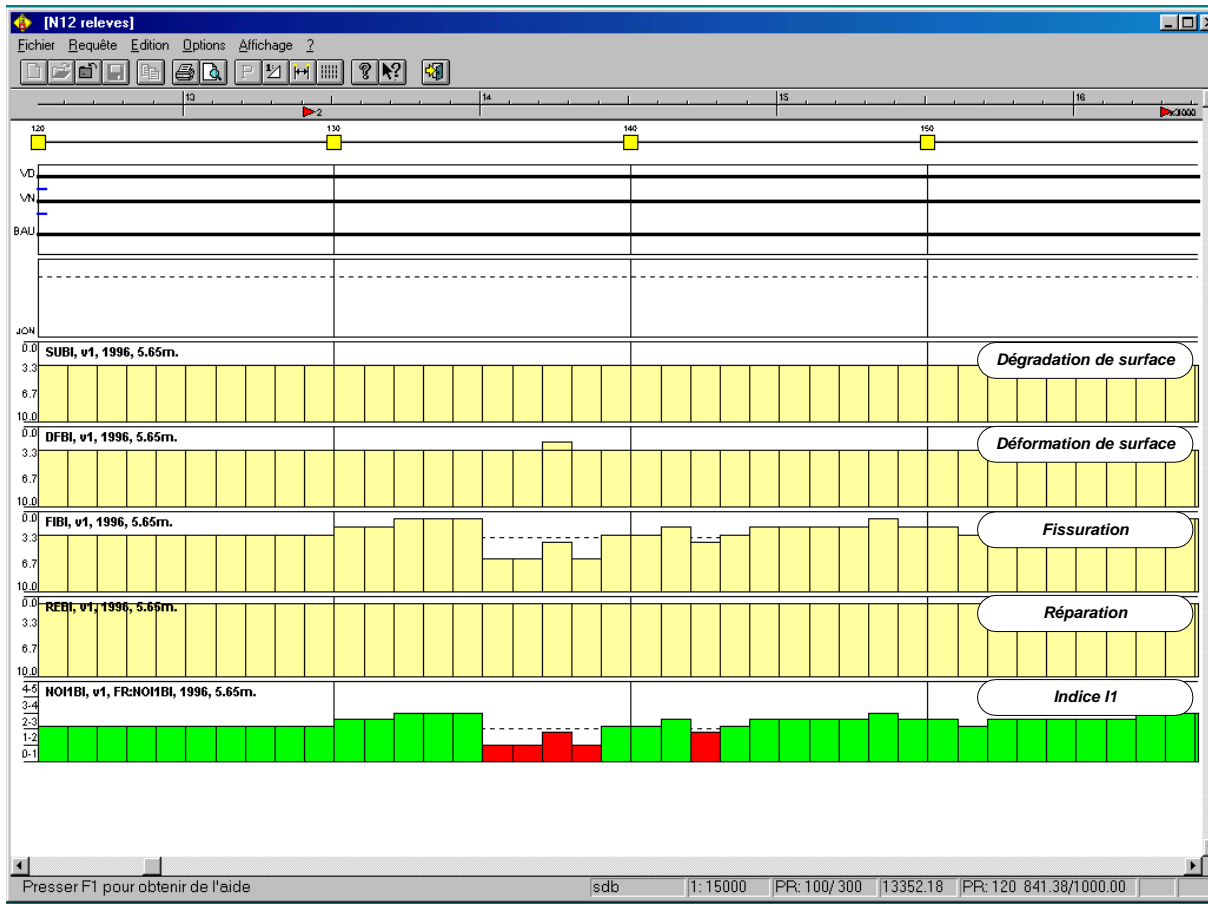 [N12 releves]
Fichier Requête Edition Options Affichage ?
13 14 15 16
2
120 130 140 150
VD
VN
BAU
JON
SUBI, v1, 1996, 5.65m.
Dégradation de surface
0.0
3.3
6.7
10.0
DFBI, v1, 1996, 5.65m.
Déformation de surface
0.0
3.3
6.7
10.0
FIBI, v1, 1996, 5.65m.
Fissuration
0.0
3.3
6.7
10.0
REBI, v1, 1996, 5.65m.
Réparation
0.0
3.3
6.7
10.0
NOI1BI, v1, FR:NOI1BI, 1996, 5.65m.
Indice I1
4-5
3-4
2-3
1-2
0-1
Presser F1 pour obtenir de l'aide
sdb 1: 15000 PR: 100/ 300 13352.18 PR: 120 841.38/1000.00